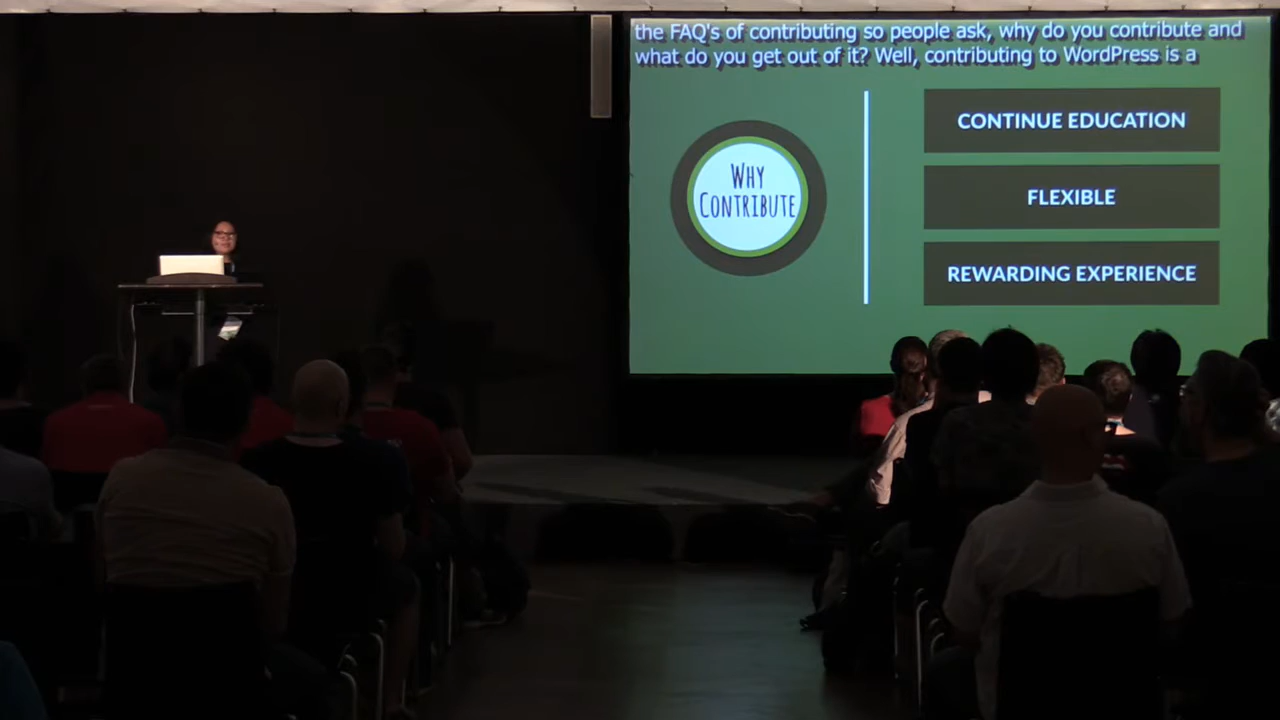 the FAQ's of contributing so people ask, why do you contribute and
what do you get out of it? Well, contributing to WordPress is a
WHY
CONTRIBUTE
CONTINUE EDUCATION
FLEXIBLE
REWARDING EXPERIENCE